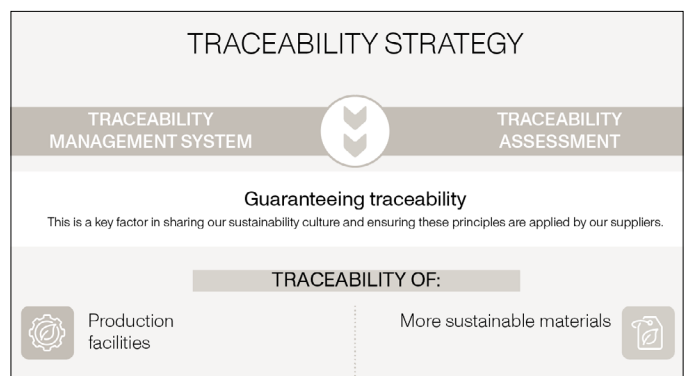 TRACEABILITY STRATEGY
TRACEABILITY
MANAGEMENT SYSTEM
TRACEABILITY
ASSESSMENT
Guaranteeing traceability
This is a key factor in sharing our sustainability culture and ensuring these principles are applied by our suppliers.
TRACEABILITY OF:
Production
facilities
More sustainable materials